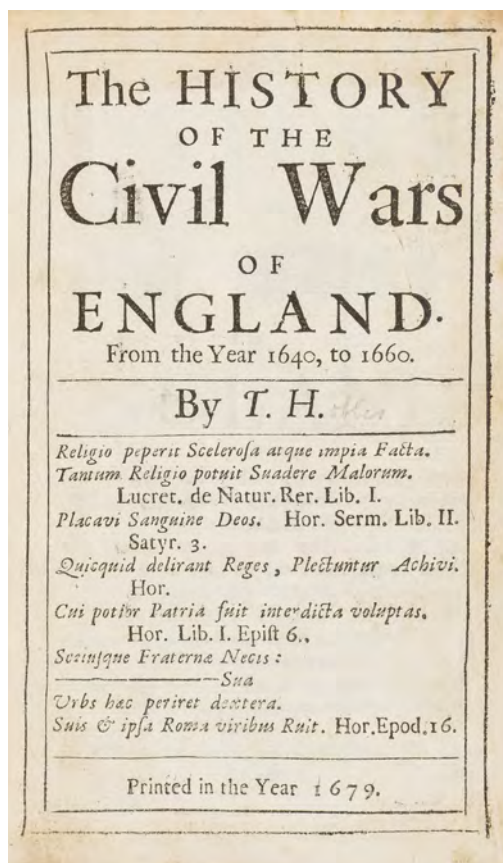 The HISTORY
OF THE
Civil Wars
OF
ENGLAND.
From the Year 1640, to 1660.
By T. H. obbes
Religio peperit Sceleroſa atque impia Facta.
Tantum Religio potuit Suadere Malorum.
Lucret. de Natur. Rer. Lib. I.
Placavi Sanguine Deos. Hor. Serm. Lib. II.
Satyr. 3.
Quicquid delirant Reges, Plectuntur Achivi.
Hor.
Cui potior Patria fuit interdicta voluptas.
Hor. Lib. I. Epiſt 6.,
Fraternæ Necis:
Sua
Urbs hæc periret dextera.
Suis & ipſa Roma viribus Ruit. Hor. Epod. 16.
Printed in the Year 1679.